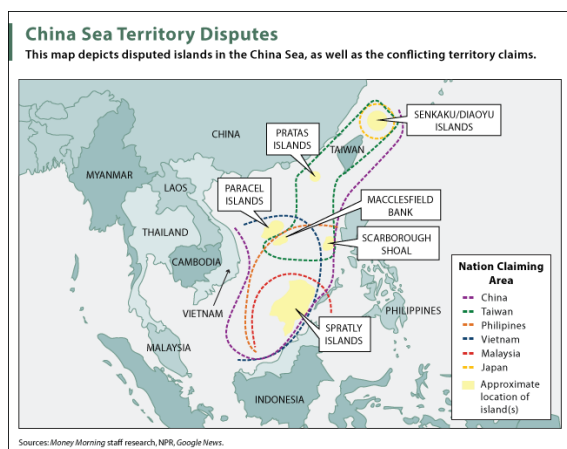 China Sea Territory Disputes
This map depicts disputed islands in the China Sea, as well as the conflicting territory claims.
SENKAKU/DIAOYU
ISLANDS
CHINA
PRATAS
ISLANDS
TAIWAN
MYANMAR
LAOS
PARACEL
ISLANDS
MACCLESFIELD
BANK
THAILAND
SCARBOROUGH
SHOAL
CAMBODIA
VIETNAM
PHILIPPINES
SPRATLY
ISLANDS
MALAYSIA
INDONESIA
Nation Claiming
Area
China
Taiwan
Philipines
Vietnam
Malaysia
Japan
Approximate
location of
island(s)
Sources: Money Morning staff research, NPR, Google News.